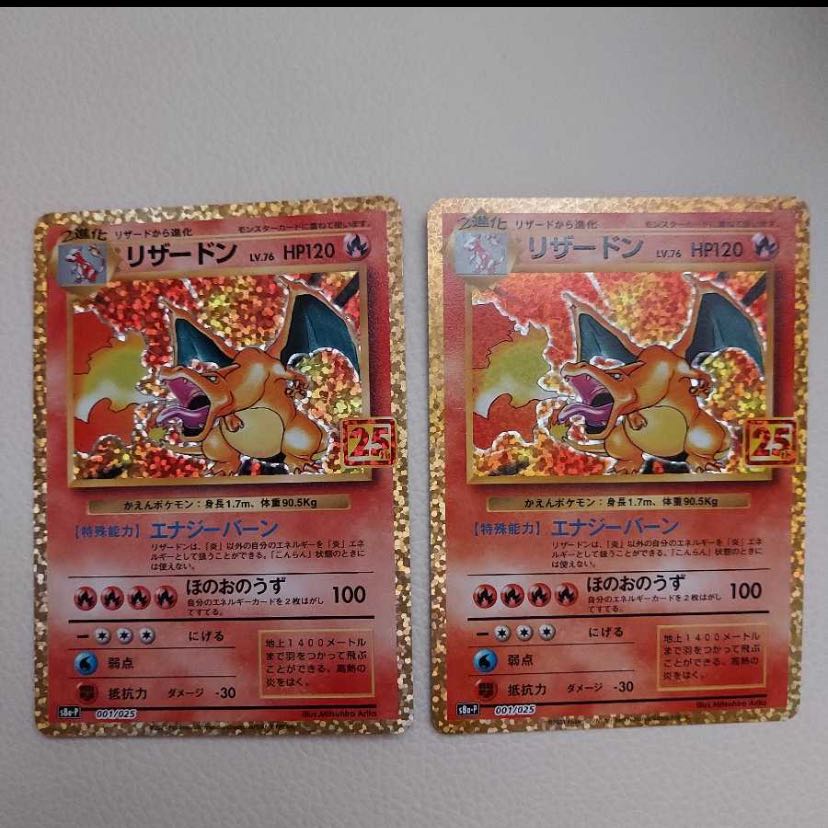 2進化 リザードから進化 モンスターカードに重ねて使います。
リザードン LV.76 HP120
25th
かえんポケモン：身長1.7m、体重90.5Kg
【特殊能力】エナジーバーン
リザードンは、「炎」以外の自分のエネルギーを「炎」エネ
ルギーとして扱うことができる。「こんらん」状態のときに
は使えない。
ほのおのうず 100
自分のエネルギーカードを2枚はがし
てすてる。
ー にげる
弱点
抵抗力 ダメージ -30
地上1400メートル
まで羽をつかって飛ぶ
ことができる。高熱の
炎をはく。
s8a-P 001/025
Illus.Mitsuhiro Arita
2進化 リザードから進化 モンスターカードに重ねて使います。
リザードン LV.76 HP120
25th
かえんポケモン：身長1.7m、体重90.5Kg
【特殊能力】エナジーバーン
リザードンは、「炎」以外の自分のエネルギーを「炎」エネ
ルギーとして扱うことができる。「こんらん」状態のときに
は使えない。
ほのおのうず 100
自分のエネルギーカードを2枚はがし
てすてる。
ー にげる
弱点
抵抗力 ダメージ -30
地上1400メートル
まで羽をつかって飛ぶ
ことができる。高熱の
炎をはく。
s8a-P 001/025
Illus.Mitsuhiro Arita